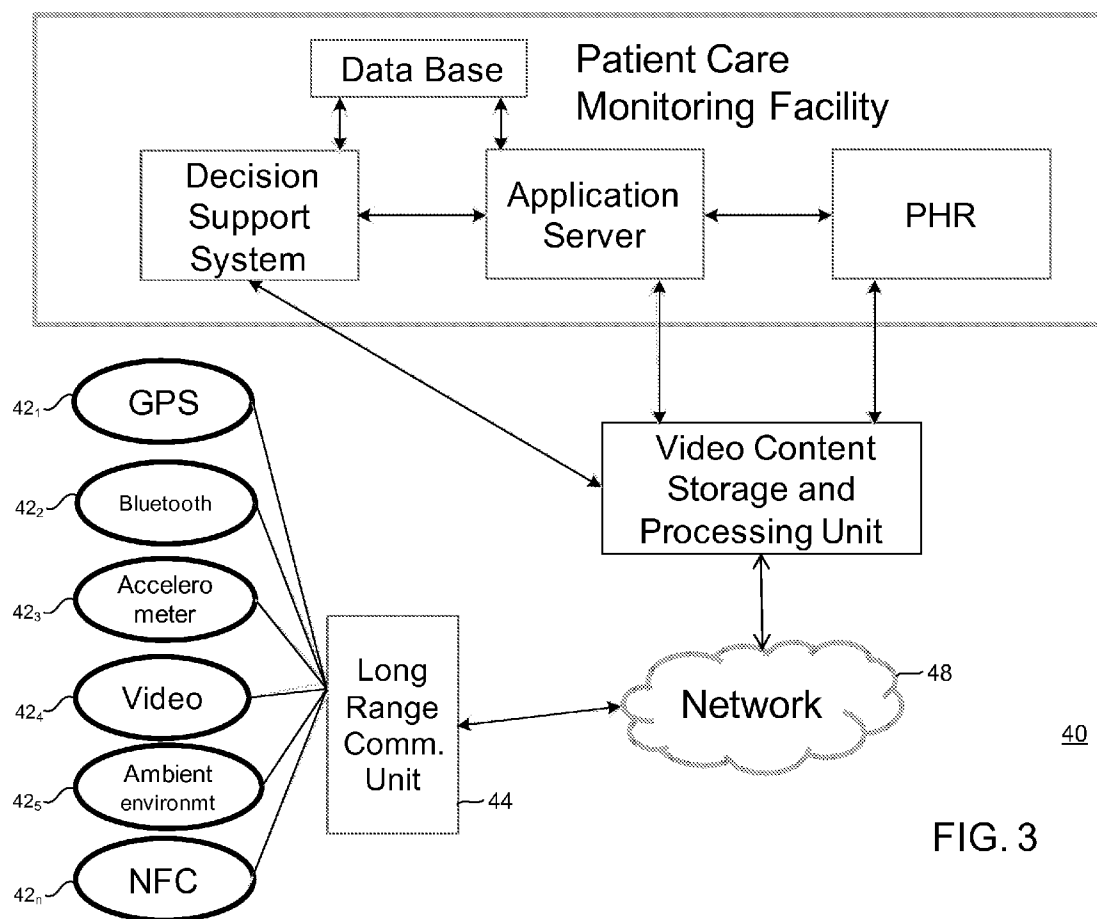 Data Base
Patient Care
Monitoring Facility
Decision
Support
System
Application
Server
PHR
Video Content
Storage and
Processing Unit
42₁
GPS
42₂
Bluetooth
42₃
Accelero
meter
42₄
Video
42₅
Ambient
environmt
42ₙ
NFC
Long
Range
Comm.
Unit
44
Network
48
40
FIG. 3